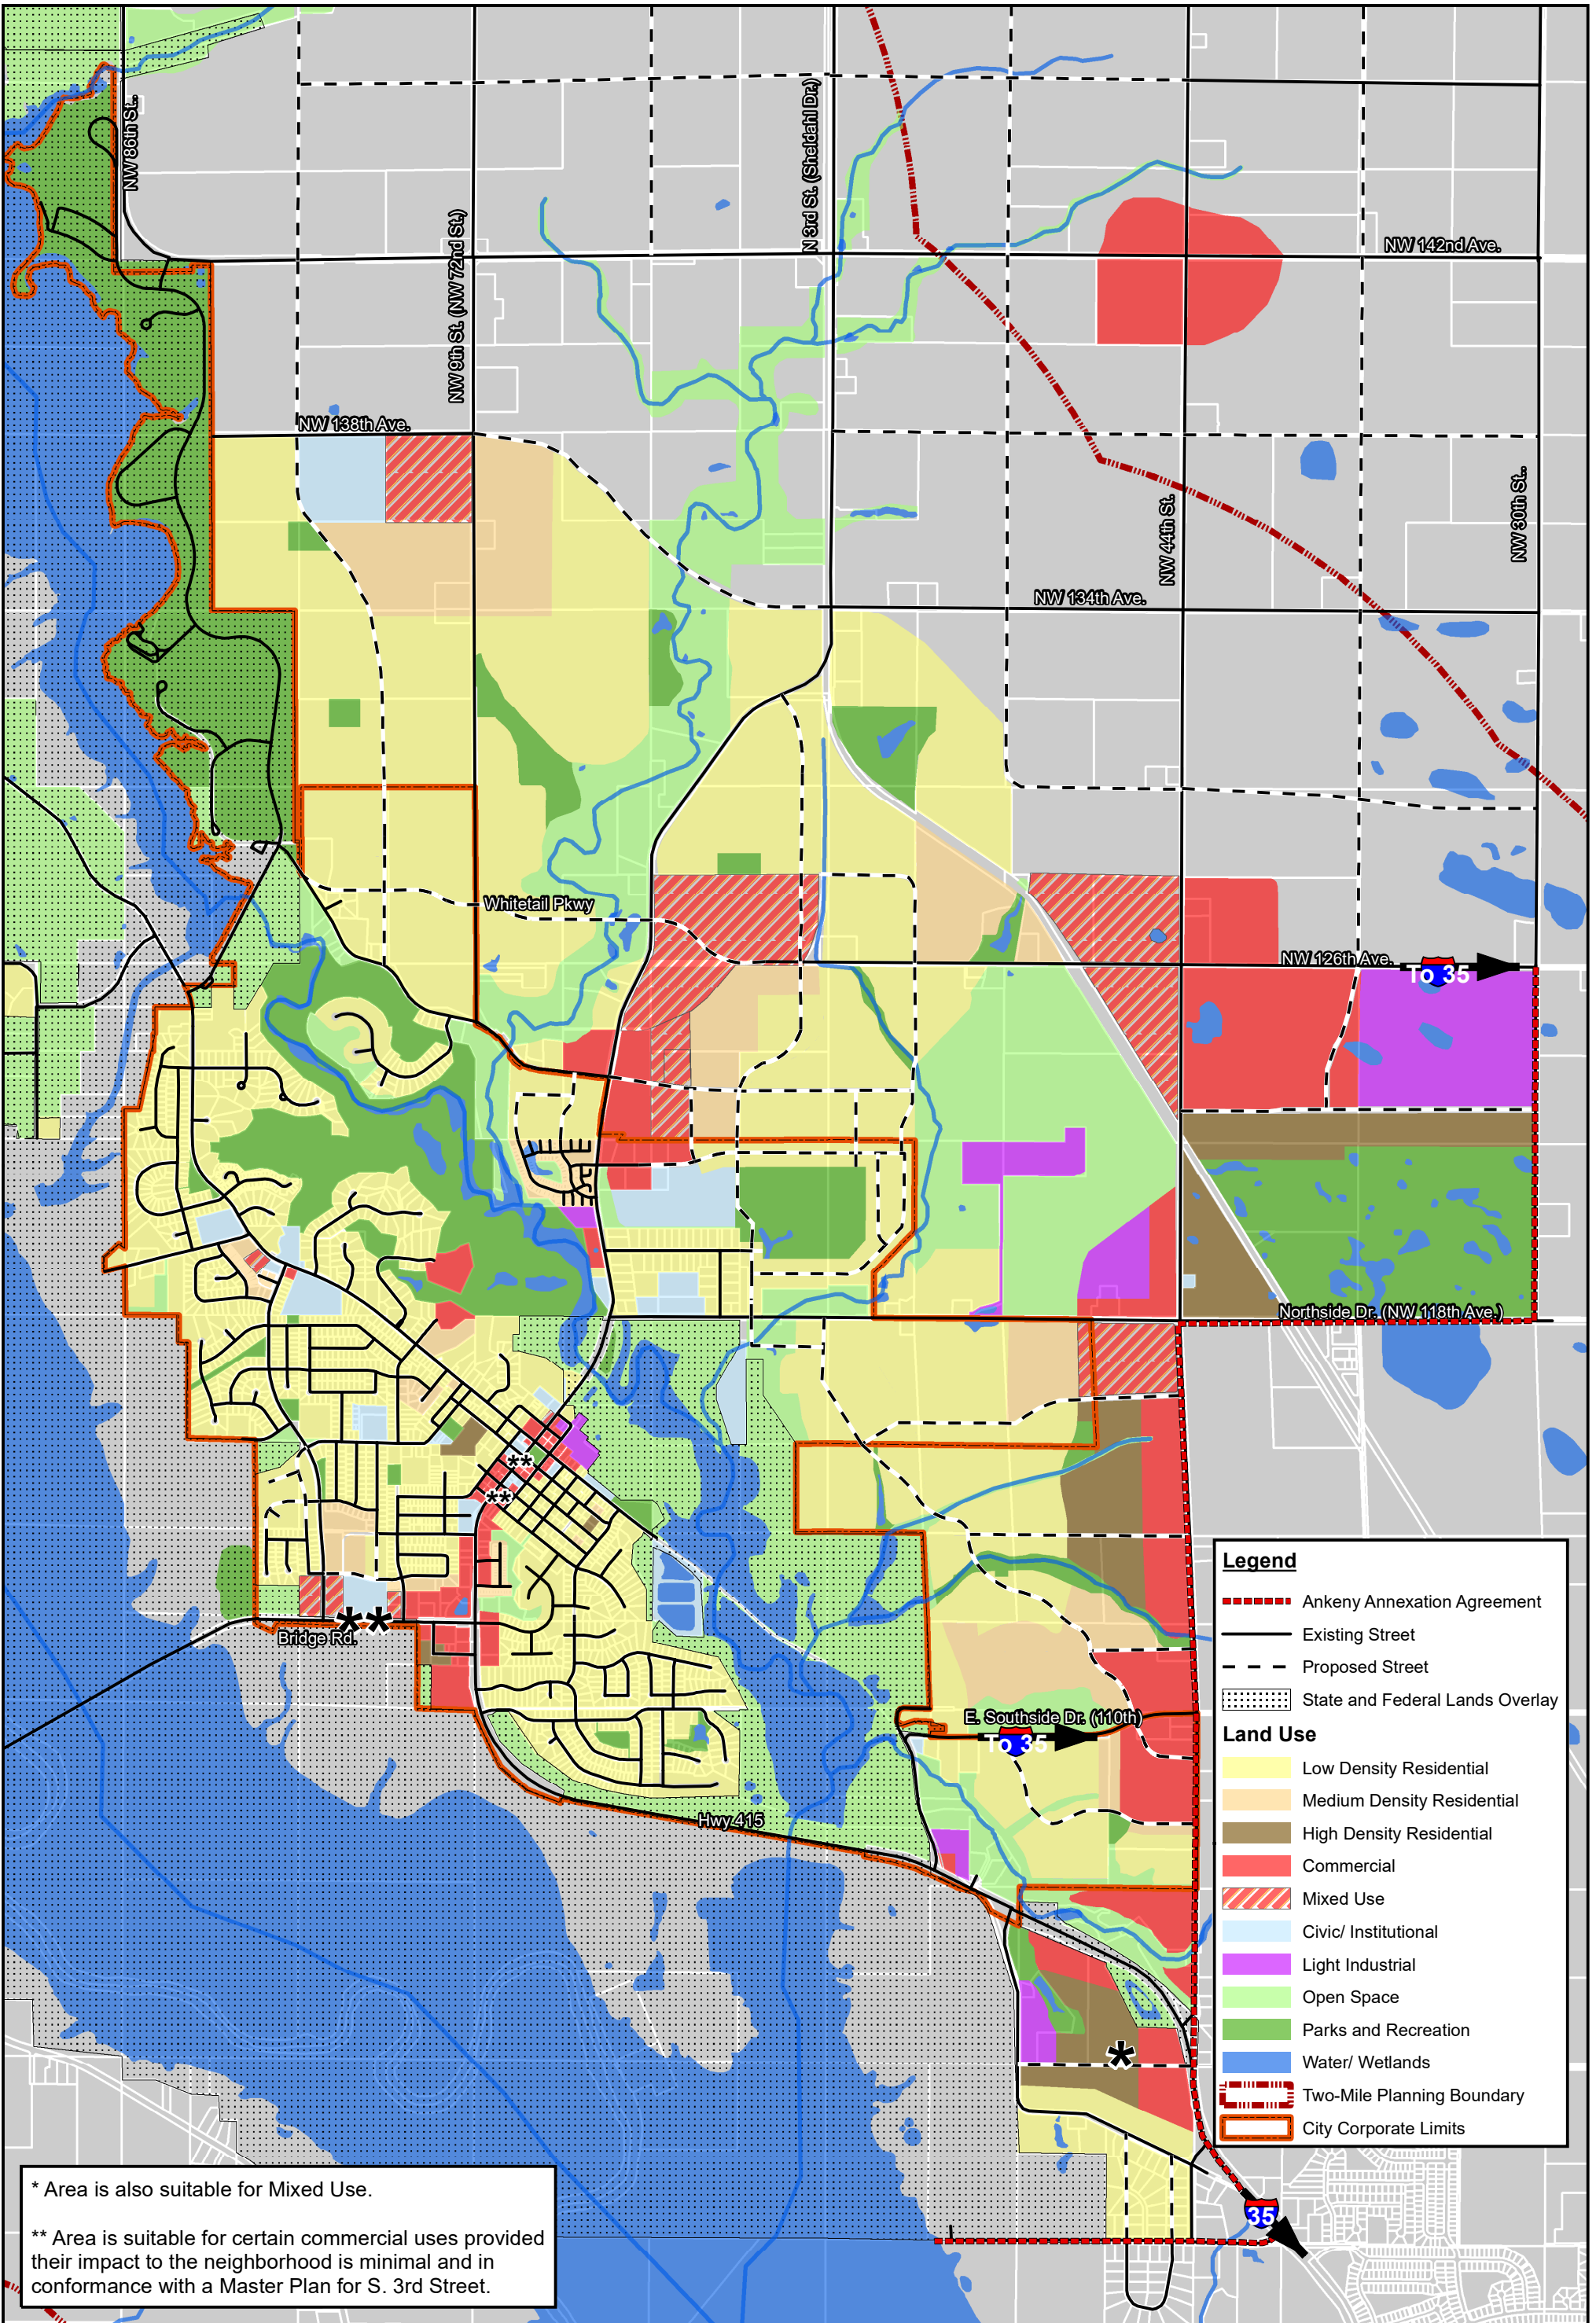 NW 86th St..
N 3rd St. (Sheldahl Dr.)
NW 9th St. (NW 72nd St.)
NW 142nd Ave.
NW 138th Ave.
NW 44th St.
NW 30th St..
NW 134th Ave.
Whitetail Pkwy
NW 126th Ave.
To 35
Northside Dr. (NW 118th Ave.)
**
**
* *
Bridge Rd.
E. Southside Dr. (110th)
To 35
Hwy 415
*
35
Legend
Ankeny Annexation Agreement
Existing Street
Proposed Street
State and Federal Lands Overlay
Land Use
Low Density Residential
Medium Density Residential
High Density Residential
Commercial
Mixed Use
Civic/ Institutional
Light Industrial
Open Space
Parks and Recreation
Water/ Wetlands
Two-Mile Planning Boundary
City Corporate Limits
* Area is also suitable for Mixed Use.
** Area is suitable for certain commercial uses provided
their impact to the neighborhood is minimal and in
conformance with a Master Plan for S. 3rd Street.